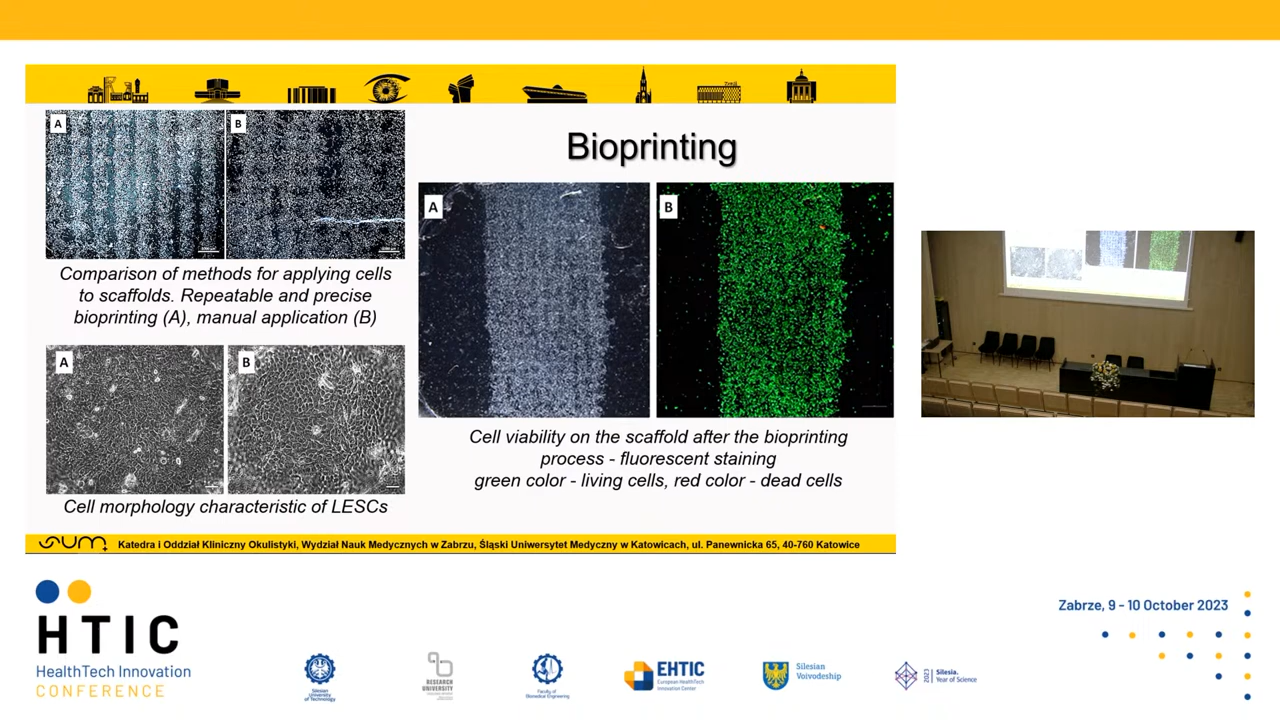 A
B
Comparison of methods for applying cells
to scaffolds. Repeatable and precise
bioprinting (A), manual application (B)
A
B
Cell morphology characteristic of LESCs
Bioprinting
A
B
Cell viability on the scaffold after the bioprinting
process - fluorescent staining
green color - living cells, red color - dead cells
SUM
Katedra i Oddział Kliniczny Okulistyki, Wydział Nauk Medycznych w Zabrzu, Śląski Uniwersytet Medyczny w Katowicach, ul. Panewnicka 65, 40-760 Katowice
HTIC
HealthTech Innovation
CONFERENCE
Zabrze, 9 - 10 October 2023
Silesian
University
of Technology
RESEARCH
UNIVERSITY
Faculty of
Biomedical Engineering
EHTIC
European HealthTech
Innovation Center
Silesian
Voivodeship
2023
Silesia.
Year of Science